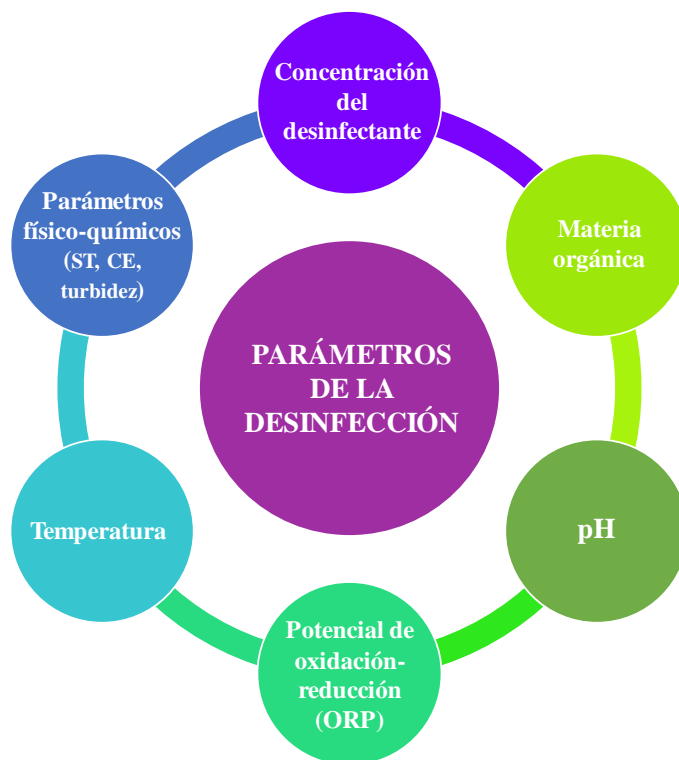 Concentración
del
desinfectante
Materia
orgánica
pH
Potencial de
oxidación-
reducción
(ORP)
Temperatura
Parámetros
físico-químicos
(ST, CE,
turbidez)
PARÁMETROS
DE LA
DESINFECCIÓN